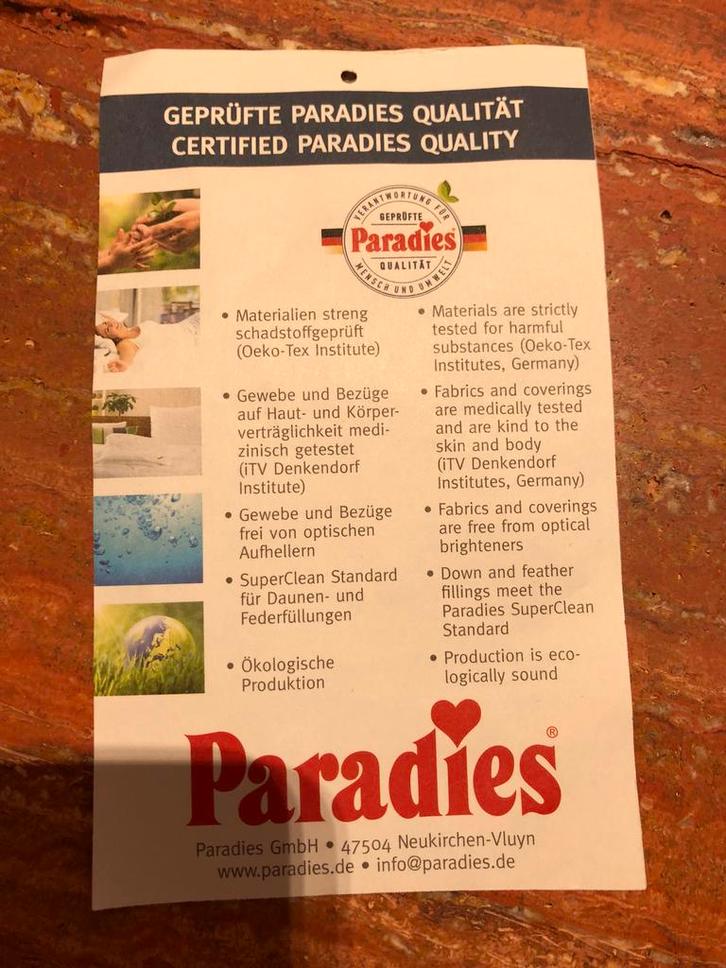 GEPRÜFTE PARADIES QUALITÄT
CERTIFIED PARADIES QUALITY
VERANTWORTUNG FÜR
GEPRÜFTE
Paradies®
QUALITÄT
MENSCH UND UMWELT
• Materialien streng
schadstoffgeprüft
(Oeko-Tex Institute)
• Gewebe und Bezüge
auf Haut- und Körper-
verträglichkeit medi-
zinisch getestet
(iTV Denkendorf
Institute)
• Gewebe und Bezüge
frei von optischen
Aufhellern
• SuperClean Standard
für Daunen- und
Federfüllungen
• Ökologische
Produktion
• Materials are strictly
tested for harmful
substances (Oeko-Tex
Institutes, Germany)
• Fabrics and coverings
are medically tested
and are kind to the
skin and body
(iTV Denkendorf
Institutes, Germany)
• Fabrics and coverings
are free from optical
brighteners
• Down and feather
fillings meet the
Paradies SuperClean
Standard
• Production is eco-
logically sound
Paradies®
Paradies GmbH • 47504 Neukirchen-Vluyn
www.paradies.de • info@paradies.de